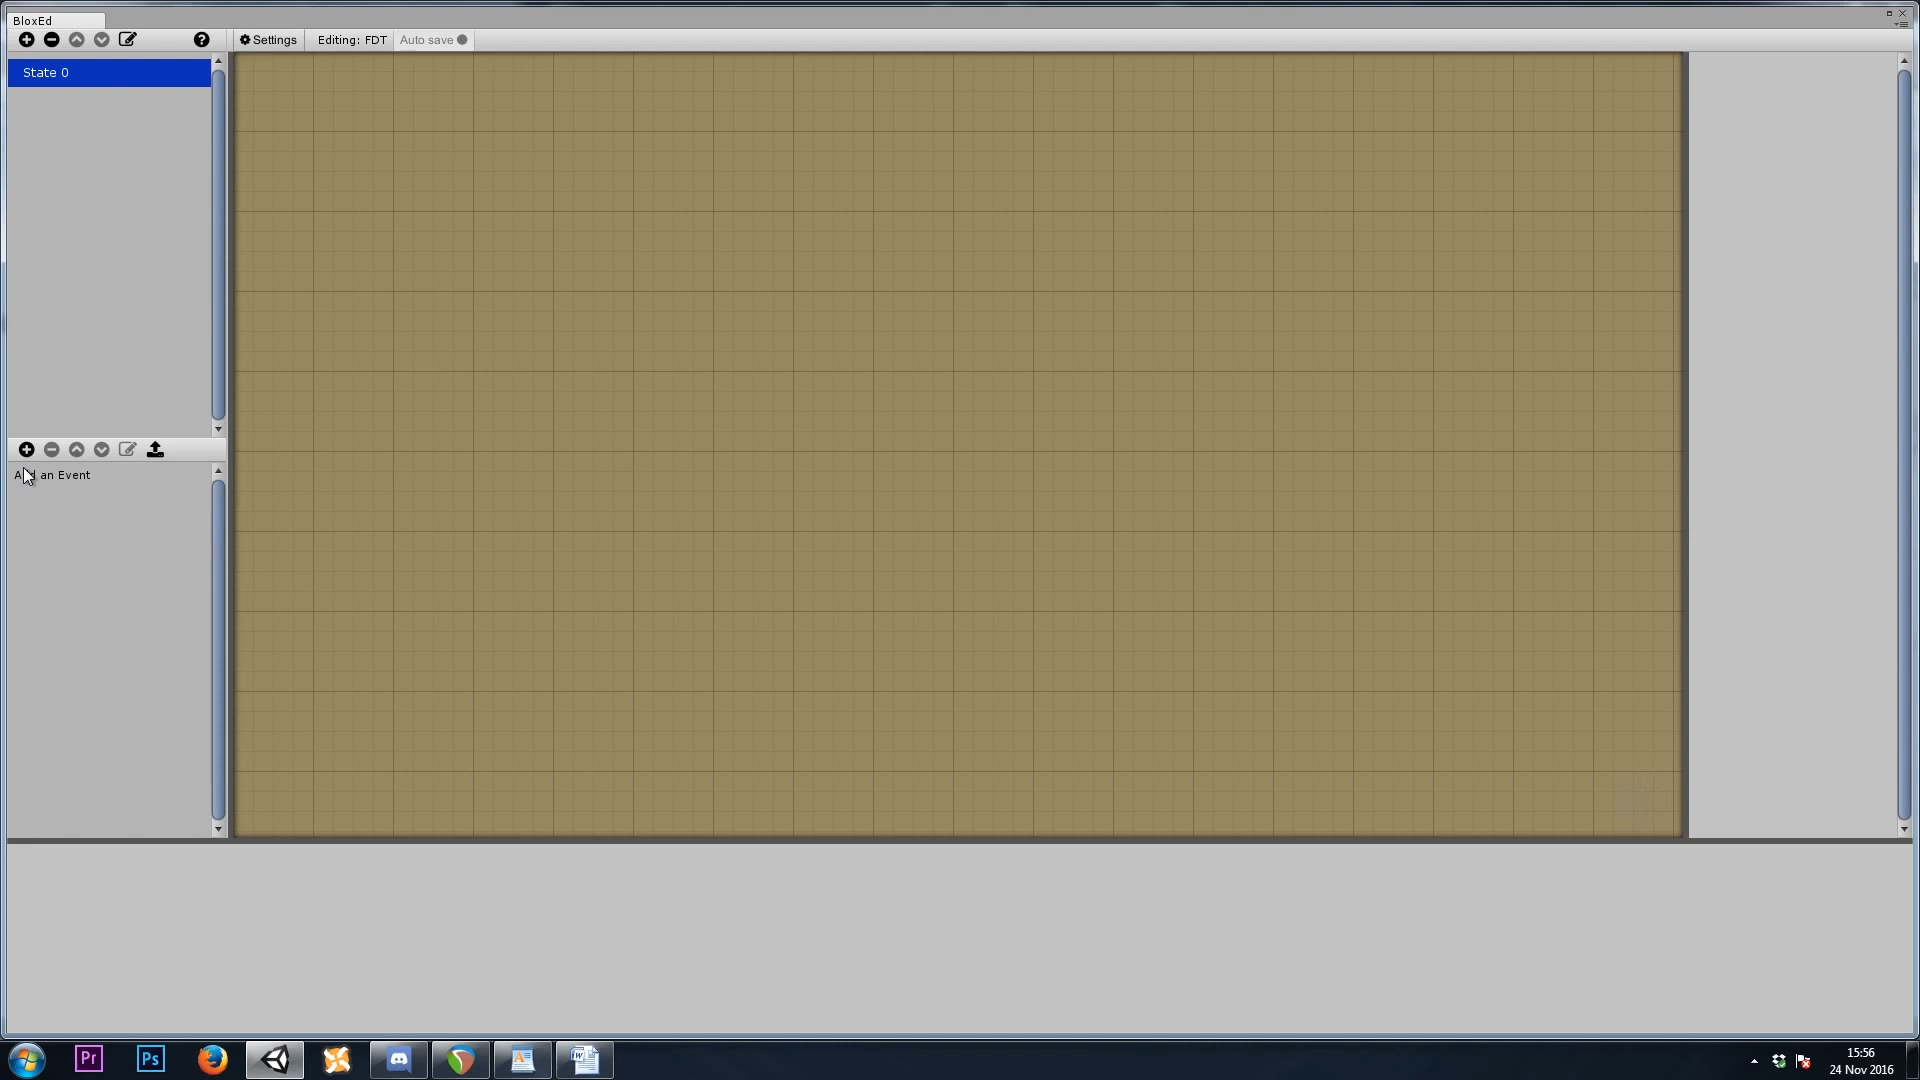 BloxEd
Settings Editing: FDT Auto save
State 0
an Event
Pr Ps
15:56
24 Nov 2016